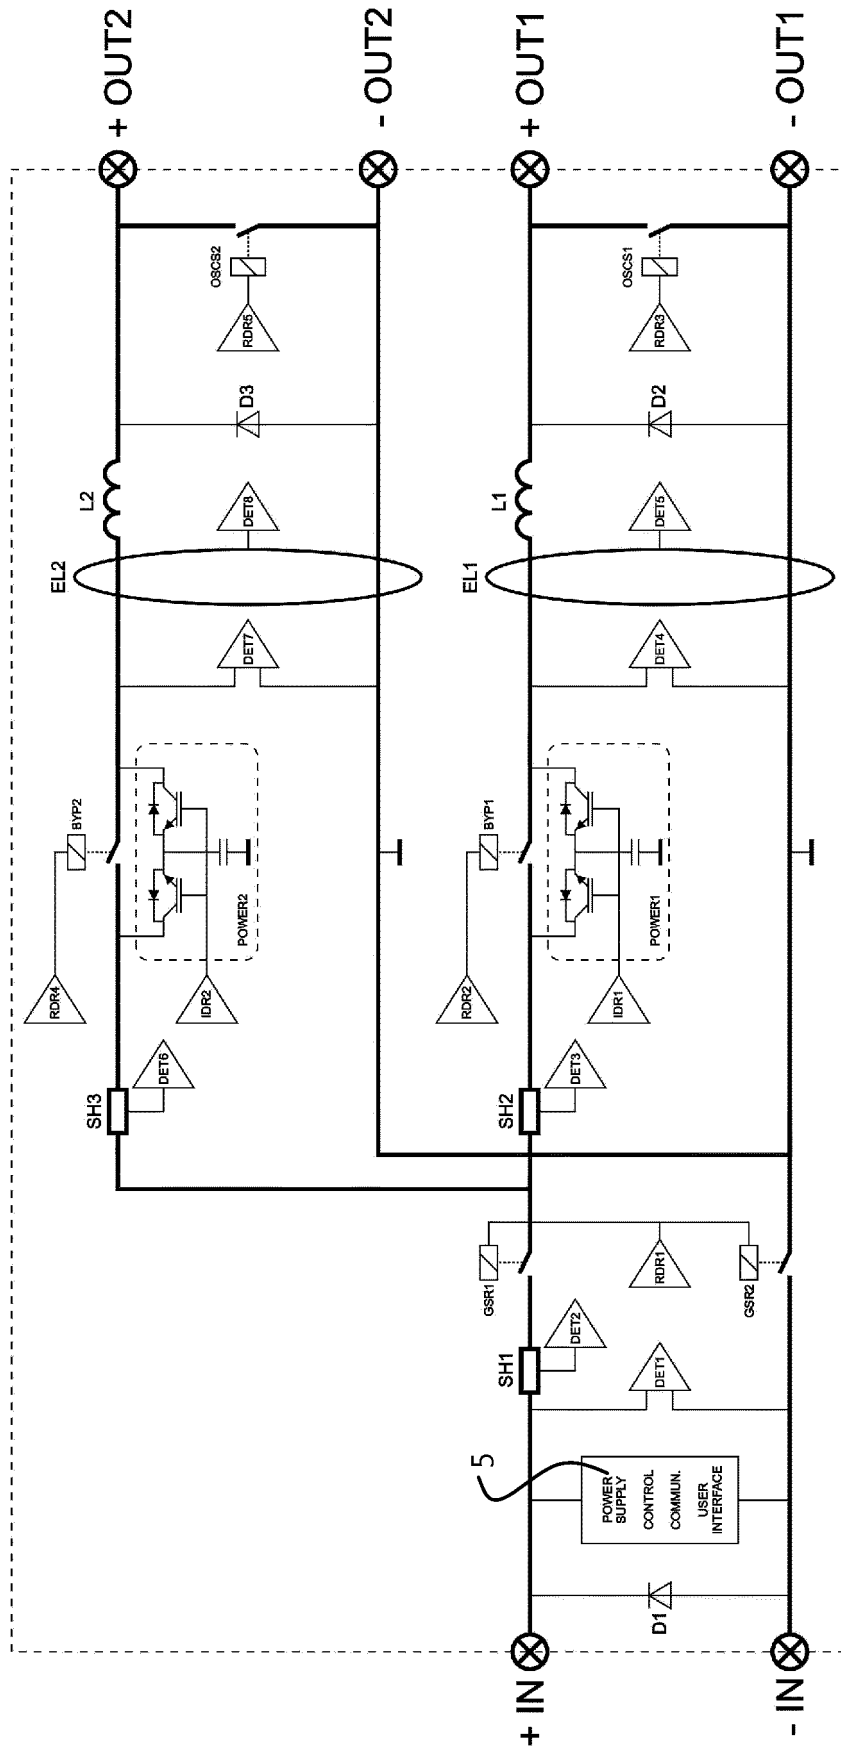 + OUT2
- OUT2
+ OUT1
- OUT1
OSCS2
RDR5
OSCS1
RDR3
D3
D2
L2
DET8
L1
DET5
EL2
EL1
DET7
DET4
BYP2
POWER2
BYP1
POWER1
RDR4
IDR2
RDR2
IDR1
SH3
DET6
SH2
DET3
GSR1
RDR1
GSR2
SH1
DET2
DET1
5
POWER
SUPPLY
CONTROL
COMMUN.
USER
INTERFACE
D1
+ IN
- IN